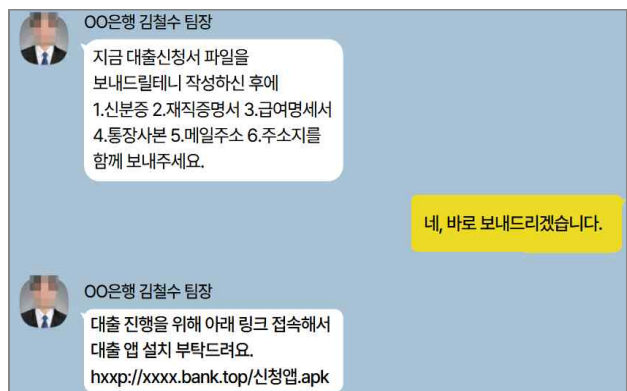 OO은행 김철수 팀장
지금 대출신청서 파일을
보내드릴테니 작성하신 후에
1.신분증 2.재직증명서 3.급여명세서
4.통장사본 5.메일주소 6.주소지를
함께 보내주세요.
네, 바로 보내드리겠습니다.
OO은행 김철수 팀장
대출 진행을 위해 아래 링크 접속해서
대출 앱 설치 부탁드려요.
hxxp://xxxx.bank.top/신청앱.apk